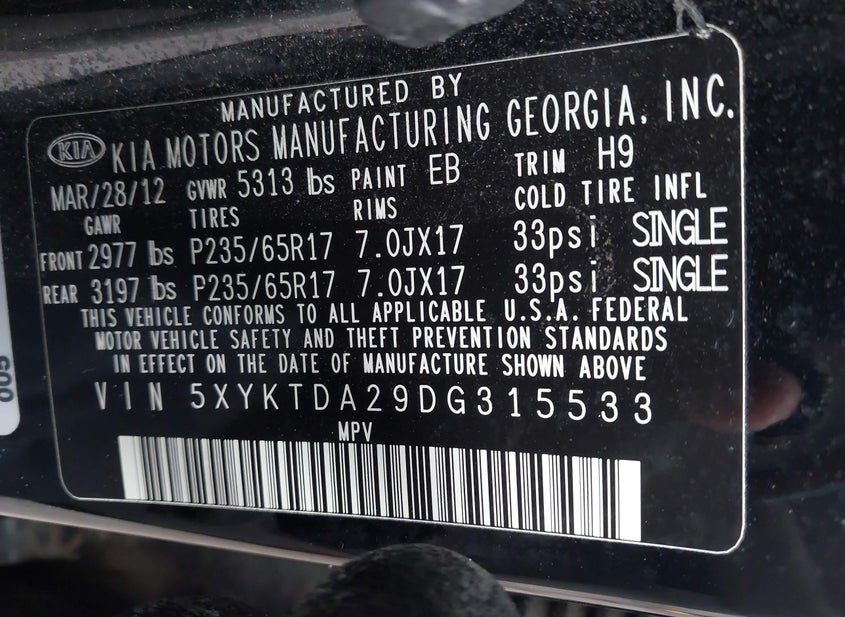 MANUFACTURED BY
KIA KIA MOTORS MANUFACTURING GEORGIA, INC.
MAR/28/12 GVWR 5313 lbs PAINT EB TRIM H9
GAWR TIRES RIMS COLD TIRE INFL
FRONT 2977 lbs P235/65R17 7.0JX17 33psi SINGLE
REAR 3197 lbs P235/65R17 7.0JX17 33psi SINGLE
THIS VEHICLE CONFORMS TO ALL APPLICABLE U.S.A. FEDERAL
MOTOR VEHICLE SAFETY AND THEFT PREVENTION STANDARDS
IN EFFECT ON THE DATE OF MANUFACTURE SHOWN ABOVE
VIN 5XYKTDA29DG315533
MPV